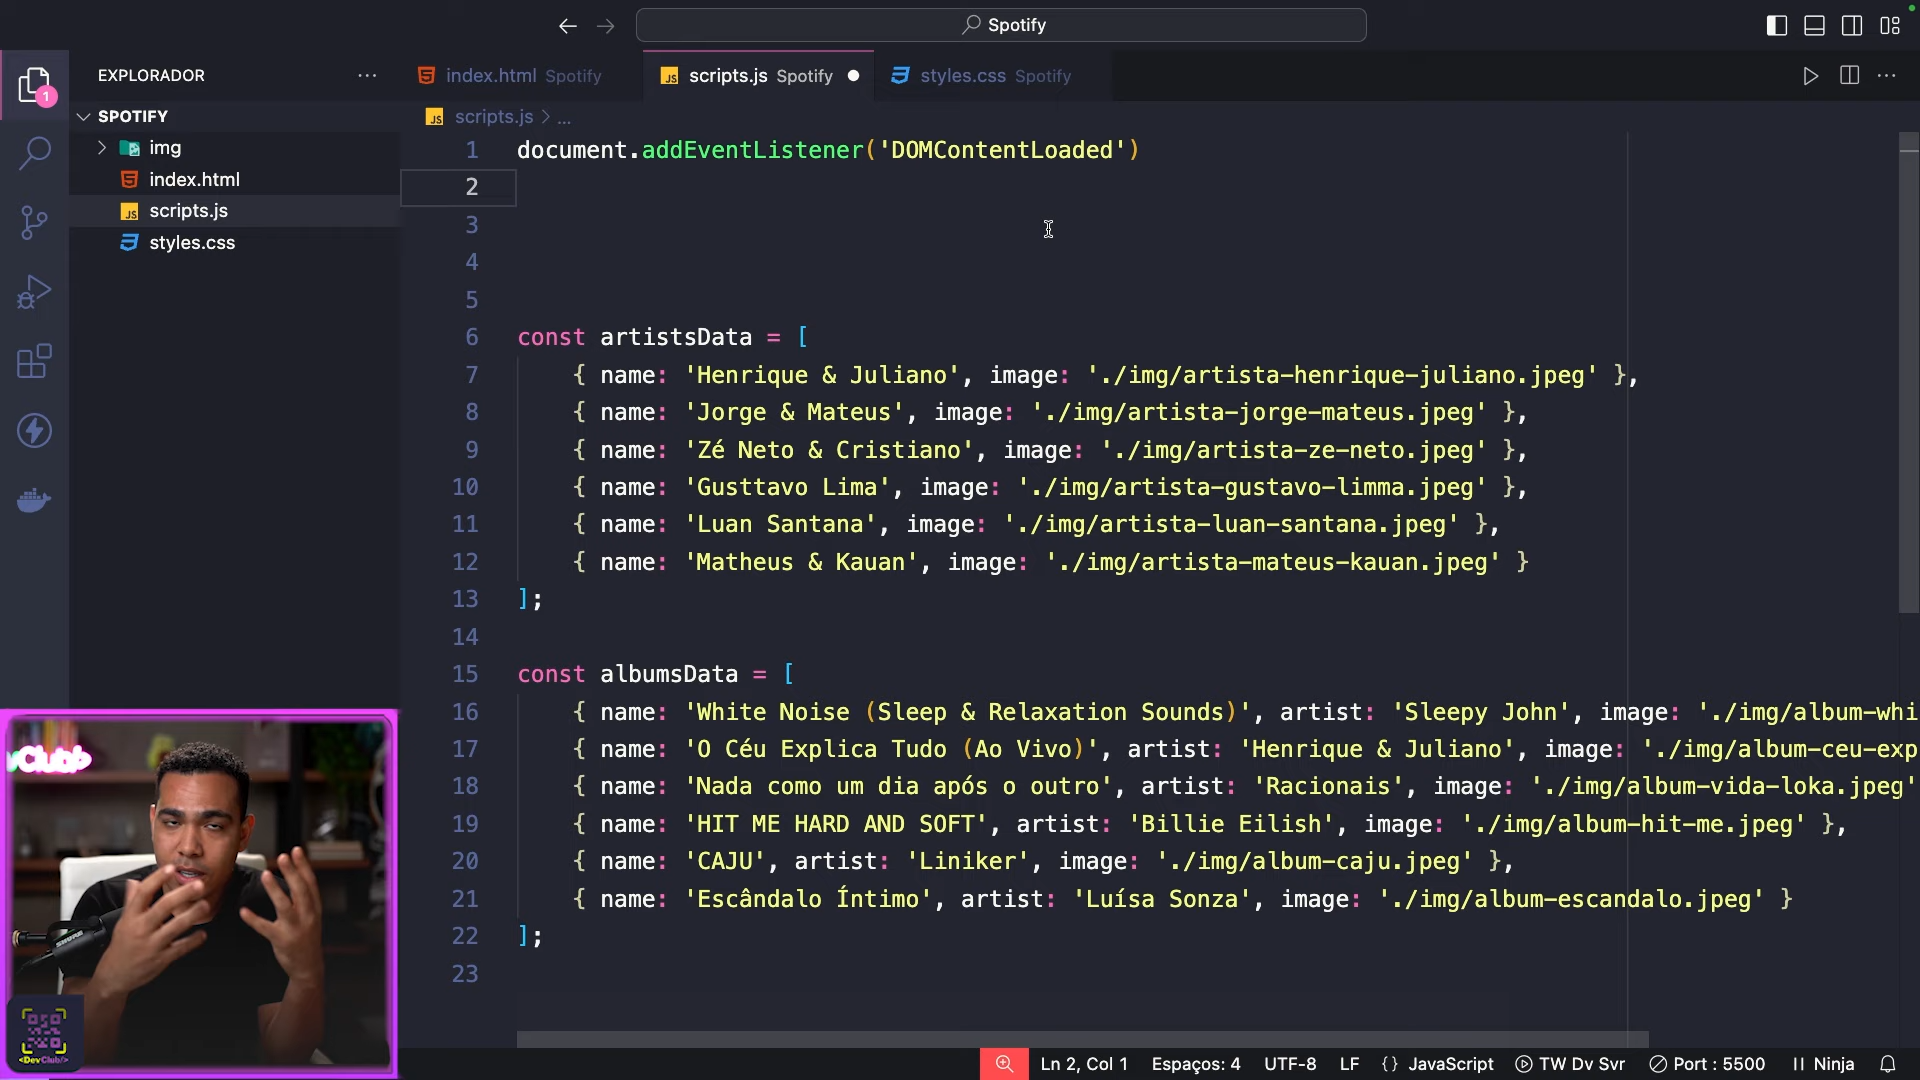 Spotify
EXPLORADOR
index.html Spotify
scripts.js Spotify
styles.css Spotify
1
SPOTIFY
img
index.html
scripts.js
styles.css
scripts.js > ...
1 document.addEventListener('DOMContentLoaded')
2
3
4
5
6 const artistsData = [
7 { name: 'Henrique & Juliano', image: './img/artista-henrique-juliano.jpeg' },
8 { name: 'Jorge & Mateus', image: './img/artista-jorge-mateus.jpeg' },
9 { name: 'Zé Neto & Cristiano', image: './img/artista-ze-neto.jpeg' },
10 { name: 'Gusttavo Lima', image: './img/artista-gustavo-limma.jpeg' },
11 { name: 'Luan Santana', image: './img/artista-luan-santana.jpeg' },
12 { name: 'Matheus & Kauan', image: './img/artista-mateus-kauan.jpeg' }
13 ];
14
15 const albumsData = [
16 { name: 'White Noise (Sleep & Relaxation Sounds)', artist: 'Sleepy John', image: './img/album-whi
17 { name: 'O Céu Explica Tudo (Ao Vivo)', artist: 'Henrique & Juliano', image: './img/album-ceu-exp
18 { name: 'Nada como um dia após o outro', artist: 'Racionais', image: './img/album-vida-loka.jpeg'
19 { name: 'HIT ME HARD AND SOFT', artist: 'Billie Eilish', image: './img/album-hit-me.jpeg' },
20 { name: 'CAJU', artist: 'Liniker', image: './img/album-caju.jpeg' },
21 { name: 'Escândalo Íntimo', artist: 'Luísa Sonza', image: './img/album-escandalo.jpeg' }
22 ];
23
vClub
SHURE
<DevClub/>
Ln 2, Col 1 Espaços: 4 UTF-8 LF {} JavaScript TW Dv Svr Port : 5500 Ninja